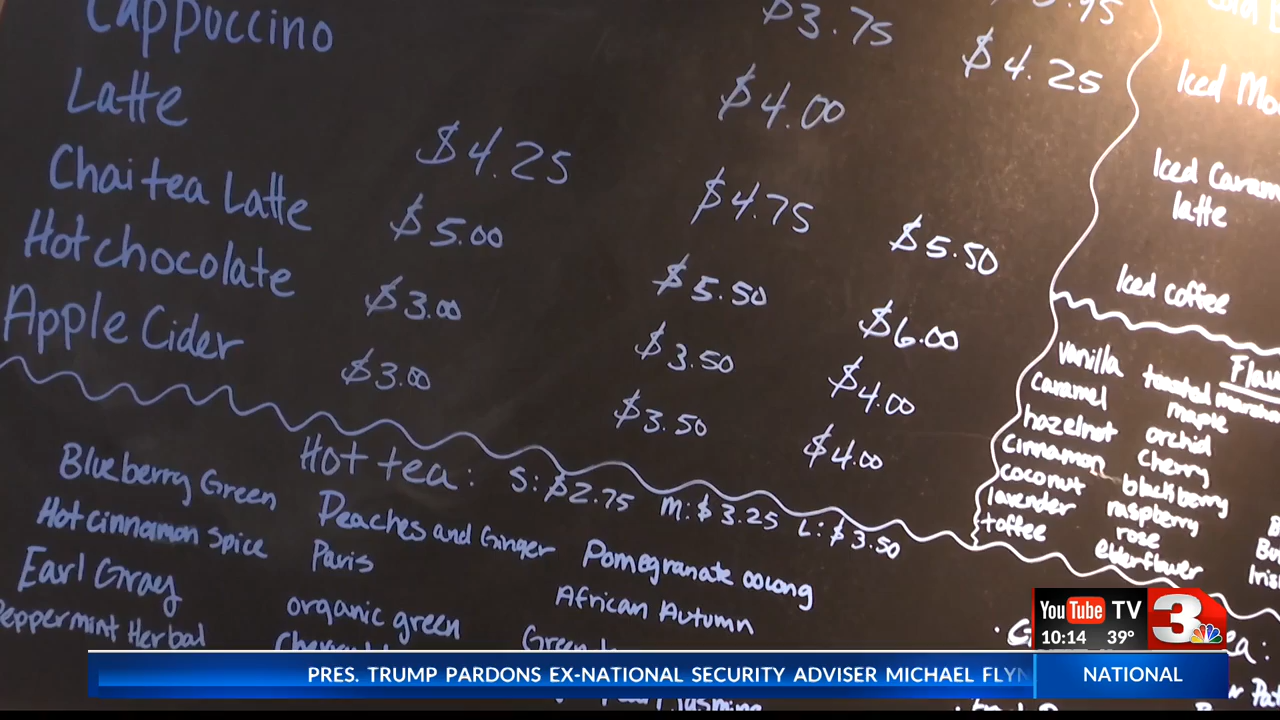 Cappuccino $3.75
Latte $4.00 $4.25
Chai tea Latte $4.25 $4.75 $5.50
Hot chocolate $5.00 $5.50 $6.00
Apple Cider $3.00 $3.50 $4.00
$3.00 $3.50 $4.00
Iced
Iced
latte
Iced coffee
vanilla toasted
caramel maple
hazelnut orchid
cinnamon cherry
coconut blackberry
lavender raspberry
toffee rose
elderflower
Hot tea: S: $2.75 M: $3.25 L: $3.50
Blueberry Green Peaches and Ginger Pomegranate oolong
Hot cinnamon Spice Paris African Autumn
Earl Gray organic green
Peppermint Herbal
YouTube TV 3
10:14 39°
PRES. TRUMP PARDONS EX-NATIONAL SECURITY ADVISER MICHAEL FLYN
NATIONAL